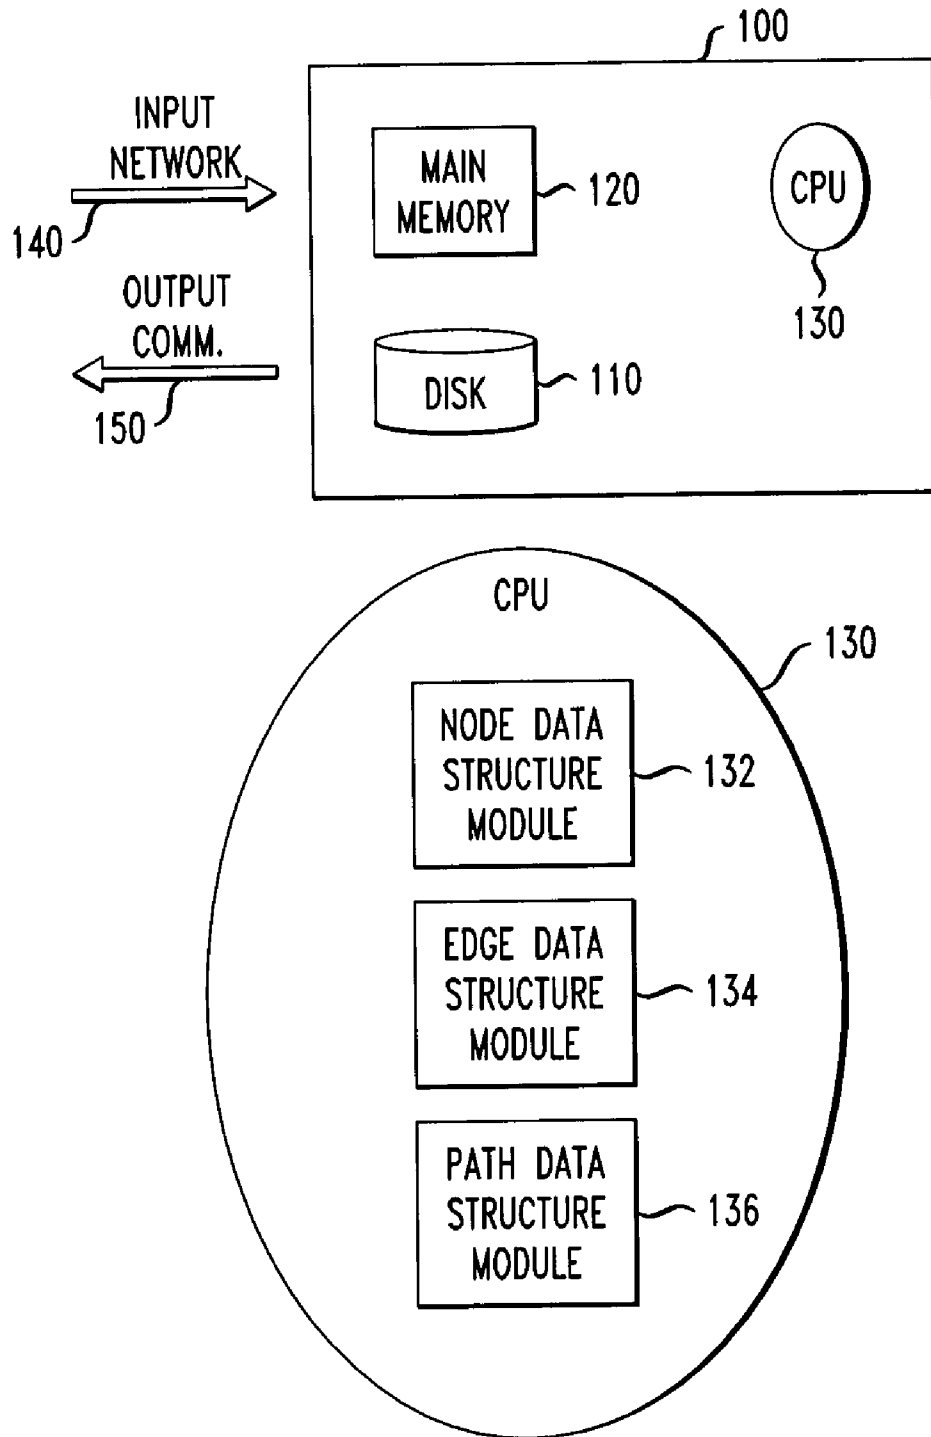 100
INPUT
NETWORK
140
MAIN
MEMORY
120
CPU
130
OUTPUT
COMM.
150
DISK
110
CPU
130
NODE DATA
STRUCTURE
MODULE
132
EDGE DATA
STRUCTURE
MODULE
134
PATH DATA
STRUCTURE
MODULE
136